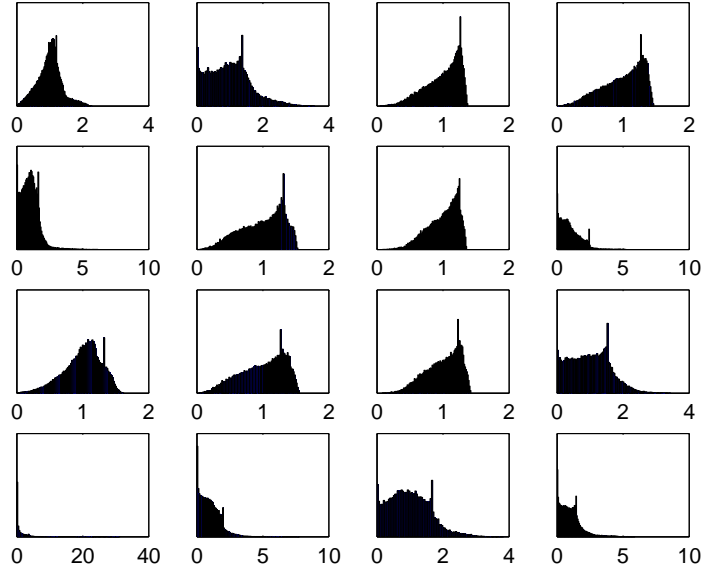 0 2 4 0 2 4 0 1 2 0 1 2
0 5 10 0 1 2 0 1 2 0 5 10
0 1 2 0 1 2 0 1 2 0 2 4
0 20 40 0 5 10 0 2 4 0 5 10